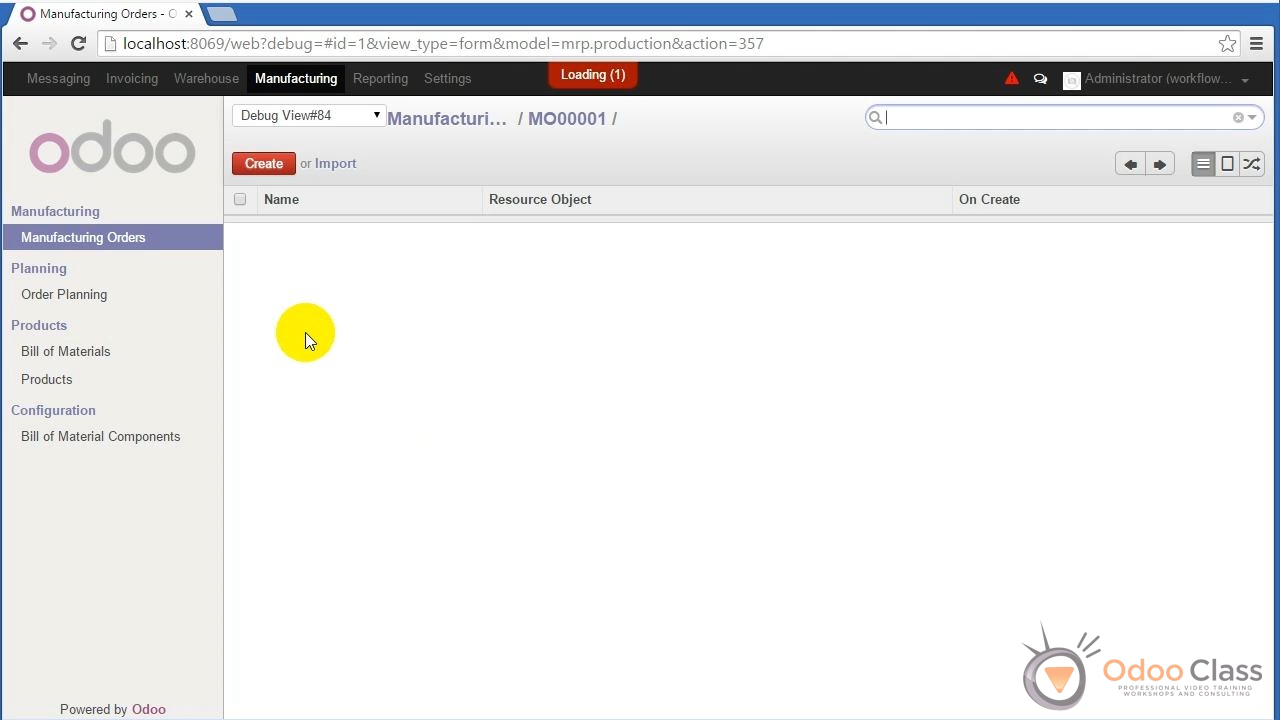 Manufacturing Orders - O
localhost:8069/web?debug=#id=1&view_type=form&model=mrp.production&action=357
Messaging Invoicing Warehouse Manufacturing Reporting Settings Loading (1) Administrator (workflow...
odoo
Debug View#84 Manufacturi... / MO00001 /
Create or Import
Name Resource Object On Create
Manufacturing
Manufacturing Orders
Planning
Order Planning
Products
Bill of Materials
Products
Configuration
Bill of Material Components
Powered by Odoo
Odoo Class
PROFESSIONAL VIDEO TRAINING
WORKSHOPS AND CONSULTING